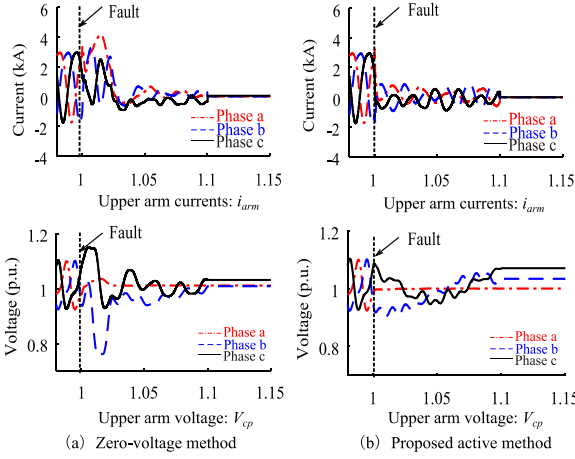 Fault
6
4
2
0
-2
-4
Current (kA)
Phase a
Phase b
Phase c
1
1.05
1.1
1.15
Upper arm currents: iarm
Fault
6
4
2
0
-2
-4
Current (kA)
Phase a
Phase b
Phase c
1
1.05
1.1
1.15
Upper arm currents: iarm
Fault
1.2
1
0.8
Voltage (p.u.)
Phase a
Phase b
Phase c
1
1.05
1.1
1.15
Upper arm voltage: Vcp
(a) Zero-voltage method
Fault
1.2
1
0.8
Voltage (p.u.)
Phase a
Phase b
Phase c
1
1.05
1.1
1.15
Upper arm voltage: Vcp
(b) Proposed active method